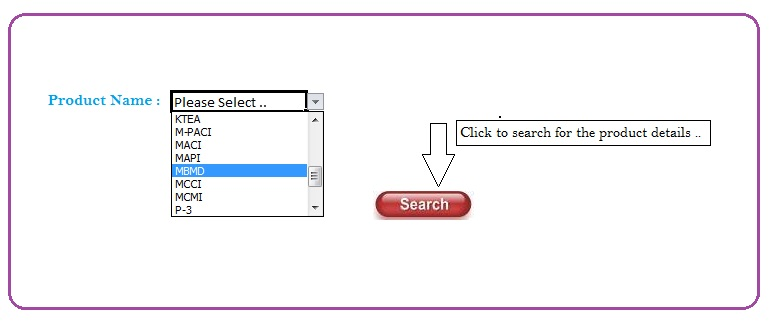 Product Name :
Please Select ..
KTEA
M-PACI
MACI
MAPI
MBMD
MCCI
MCMI
P-3
Click to search for the product details ..
Search